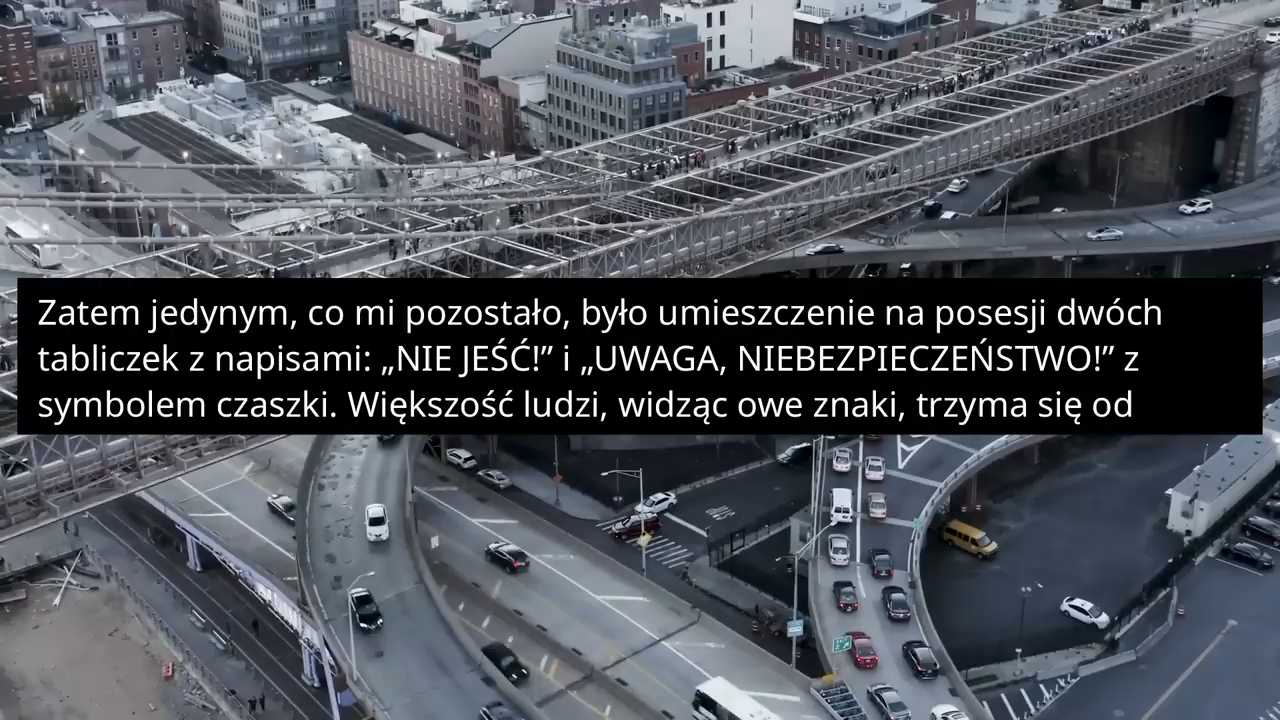 Zatem jedynym, co mi pozostało, było umieszczenie na posesji dwóch
tabliczek z napisami: „NIE JEŚĆ!” i „UWAGA, NIEBEZPIECZEŃSTWO!” z
symbolem czaszki. Większość ludzi, widząc owe znaki, trzyma się od